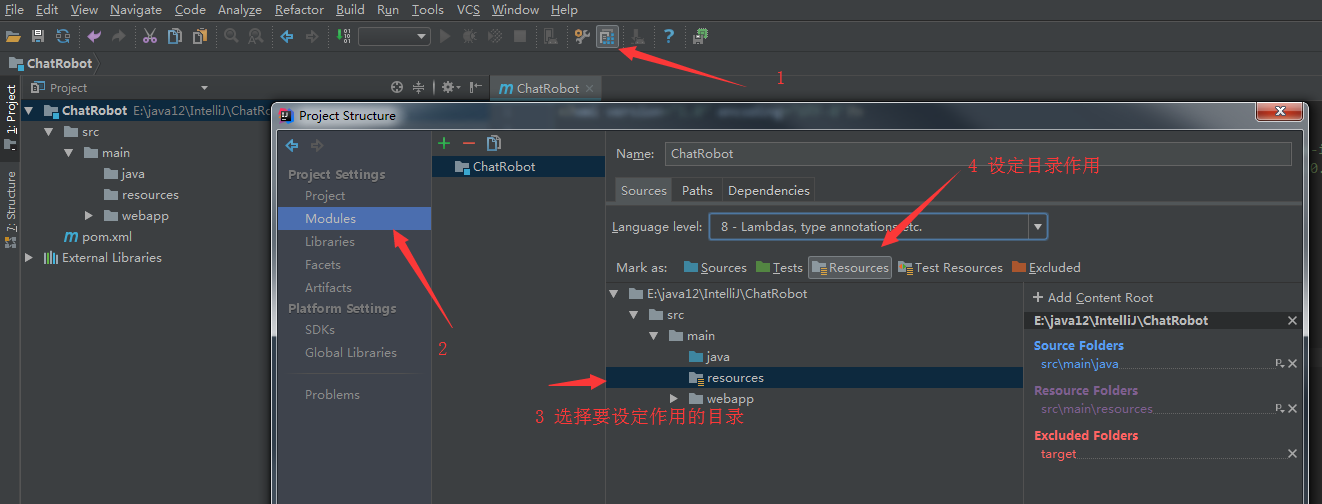 File Edit View Navigate Code Analyze Refactor Build Run Tools VCS Window Help
1
ChatRobot
Project
ChatRobot
1: Project
7: Structure
ChatRobot E:\java12\IntelliJ\ChatRo
src
main
java
resources
webapp
pom.xml
External Libraries
Project Structure
Project Settings
Project
Modules
Libraries
Facets
Artifacts
Platform Settings
SDKs
Global Libraries
Problems
2
ChatRobot
Name: ChatRobot
4 设定目录作用
Sources Paths Dependencies
Language level: 8 - Lambdas, type annotations etc.
Mark as: Sources Tests Resources Test Resources Excluded
E:\java12\IntelliJ\ChatRobot
src
main
java
resources
webapp
3 选择要设定作用的目录
Add Content Root
E:\java12\IntelliJ\ChatRobot
Source Folders
src\main\java
Resource Folders
src\main\resources
Excluded Folders
target